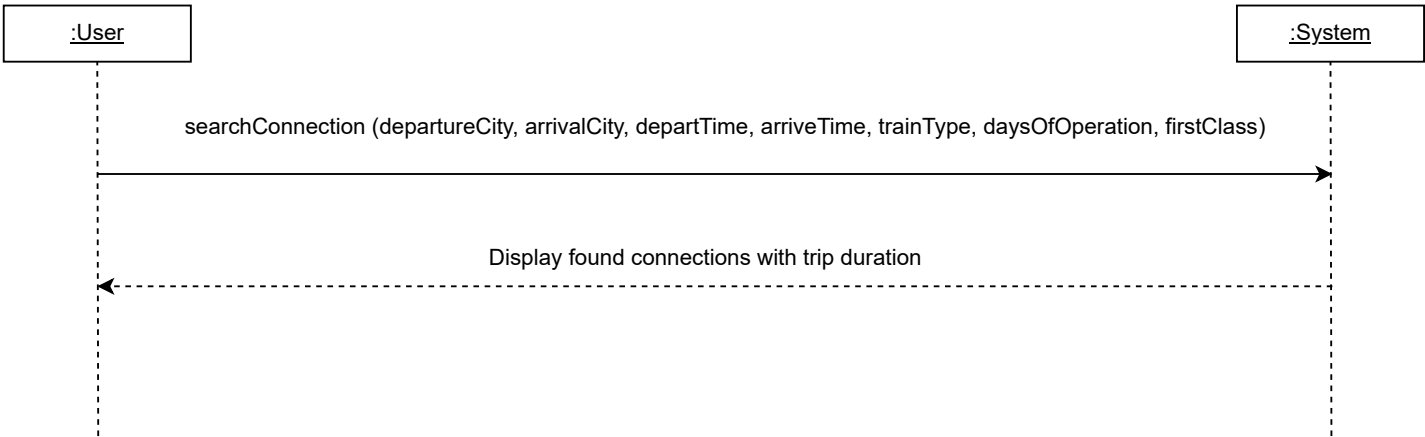 :User
:System
searchConnection (departureCity, arrivalCity, departTime, arriveTime, trainType, daysOfOperation, firstClass)
Display found connections with trip duration